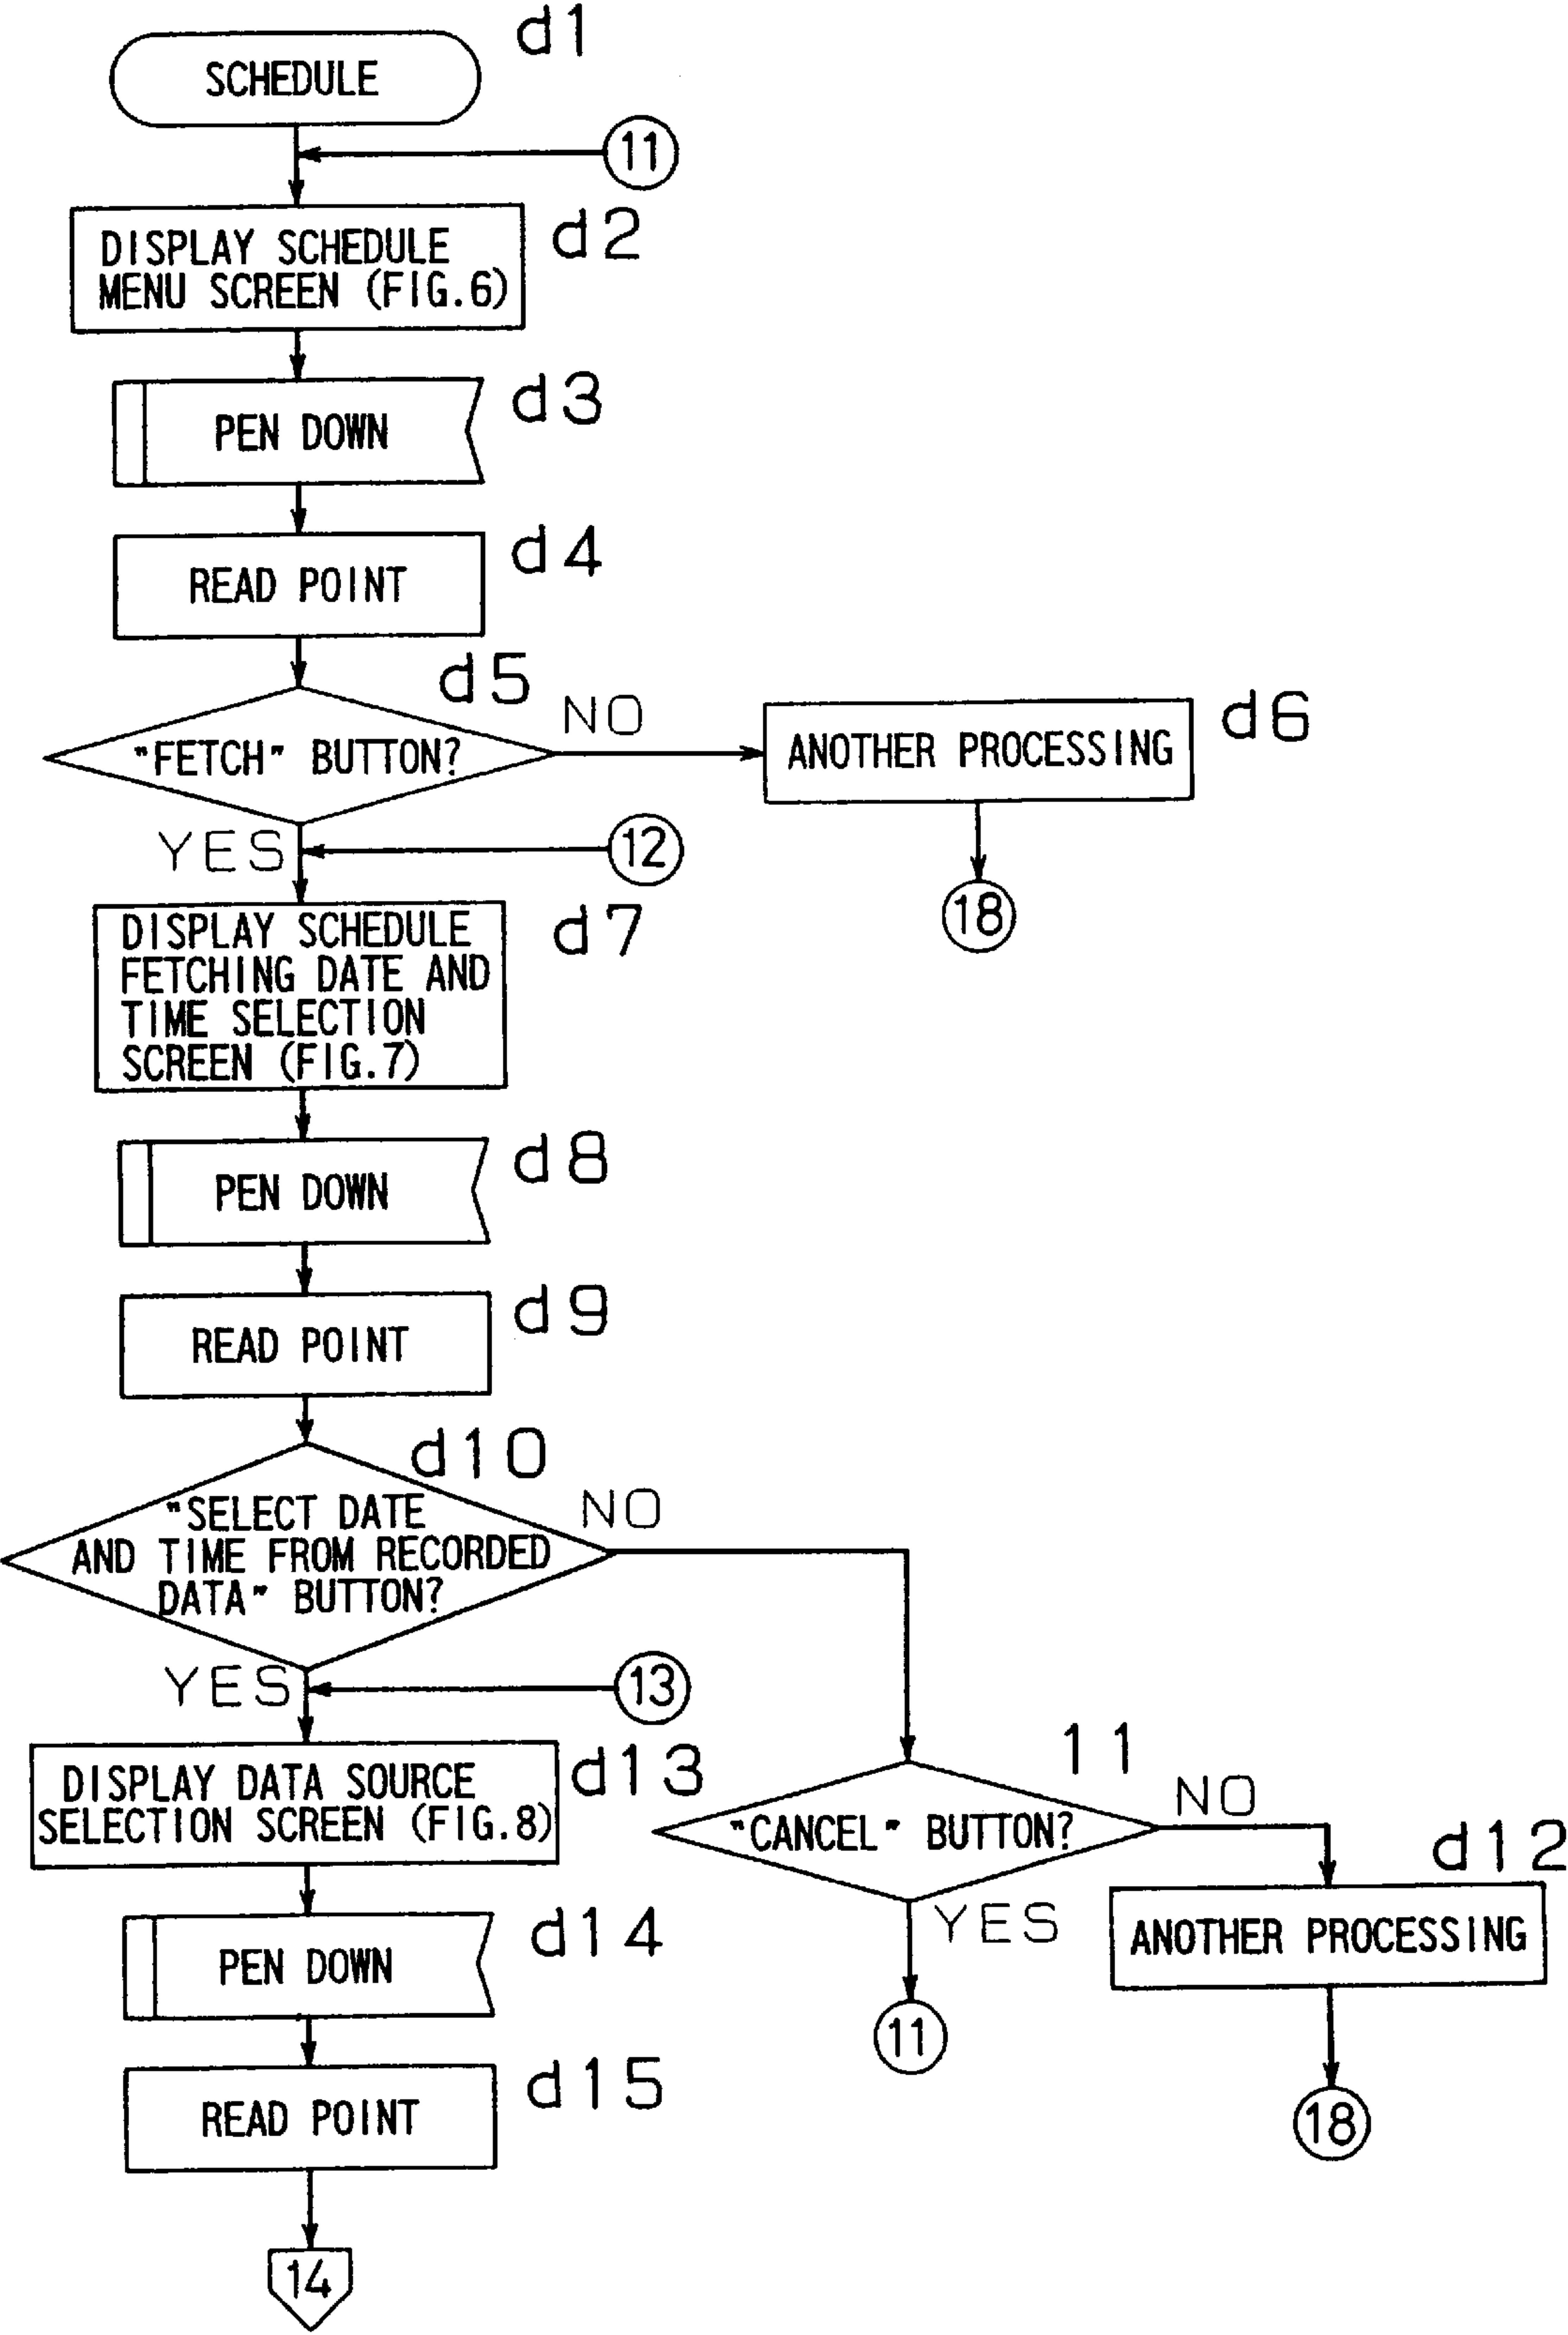 d1
SCHEDULE
11
d2
DISPLAY SCHEDULE
MENU SCREEN (FIG.6)
d3
PEN DOWN
d4
READ POINT
d5
NO
d6
"FETCH" BUTTON?
ANOTHER PROCESSING
YES
12
18
d7
DISPLAY SCHEDULE
FETCHING DATE AND
TIME SELECTION
SCREEN (FIG.7)
d8
PEN DOWN
d9
READ POINT
d10
NO
"SELECT DATE
AND TIME FROM RECORDED
DATA" BUTTON?
YES
13
d13
DISPLAY DATA SOURCE
SELECTION SCREEN (FIG.8)
11
NO
"CANCEL" BUTTON?
d12
YES
ANOTHER PROCESSING
d14
PEN DOWN
11
d15
READ POINT
18
14